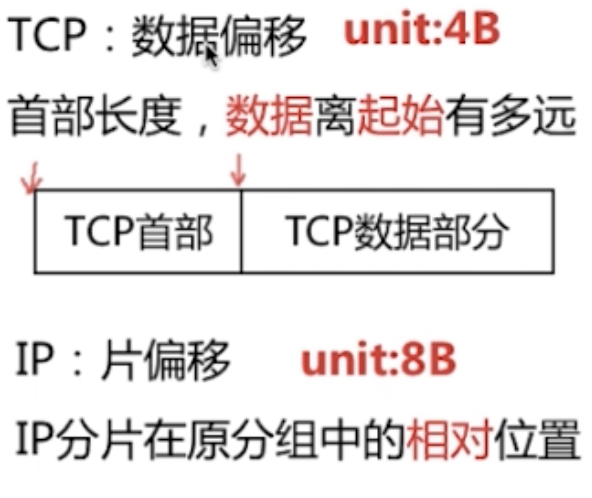 TCP：数据偏移 unit:4B
首部长度，数据离起始有多远
TCP首部 TCP数据部分
IP：片偏移 unit:8B
IP分片在原分组中的相对位置